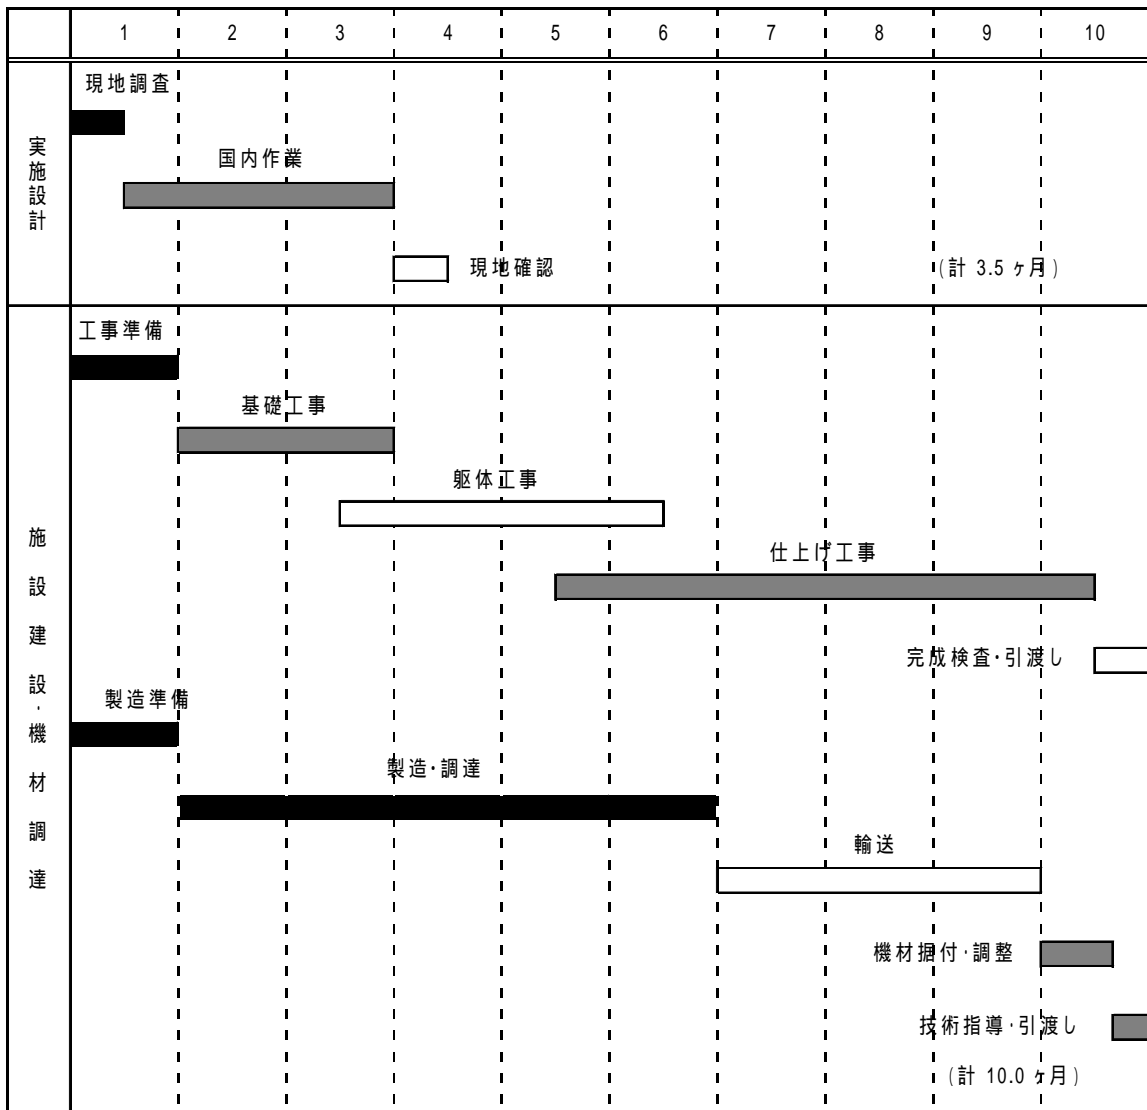 1 2 3 4 5 6 7 8 9 10
実施設計
現地調査
国内作業
現地確認 (計 3.5 ヶ月)
施設建設・機材調達
工事準備
基礎工事
躯体工事
仕上げ工事
完成検査・引渡し
製造準備
製造・調達
輸送
機材据付・調整
技術指導・引渡し
(計 10.0 ヶ月)